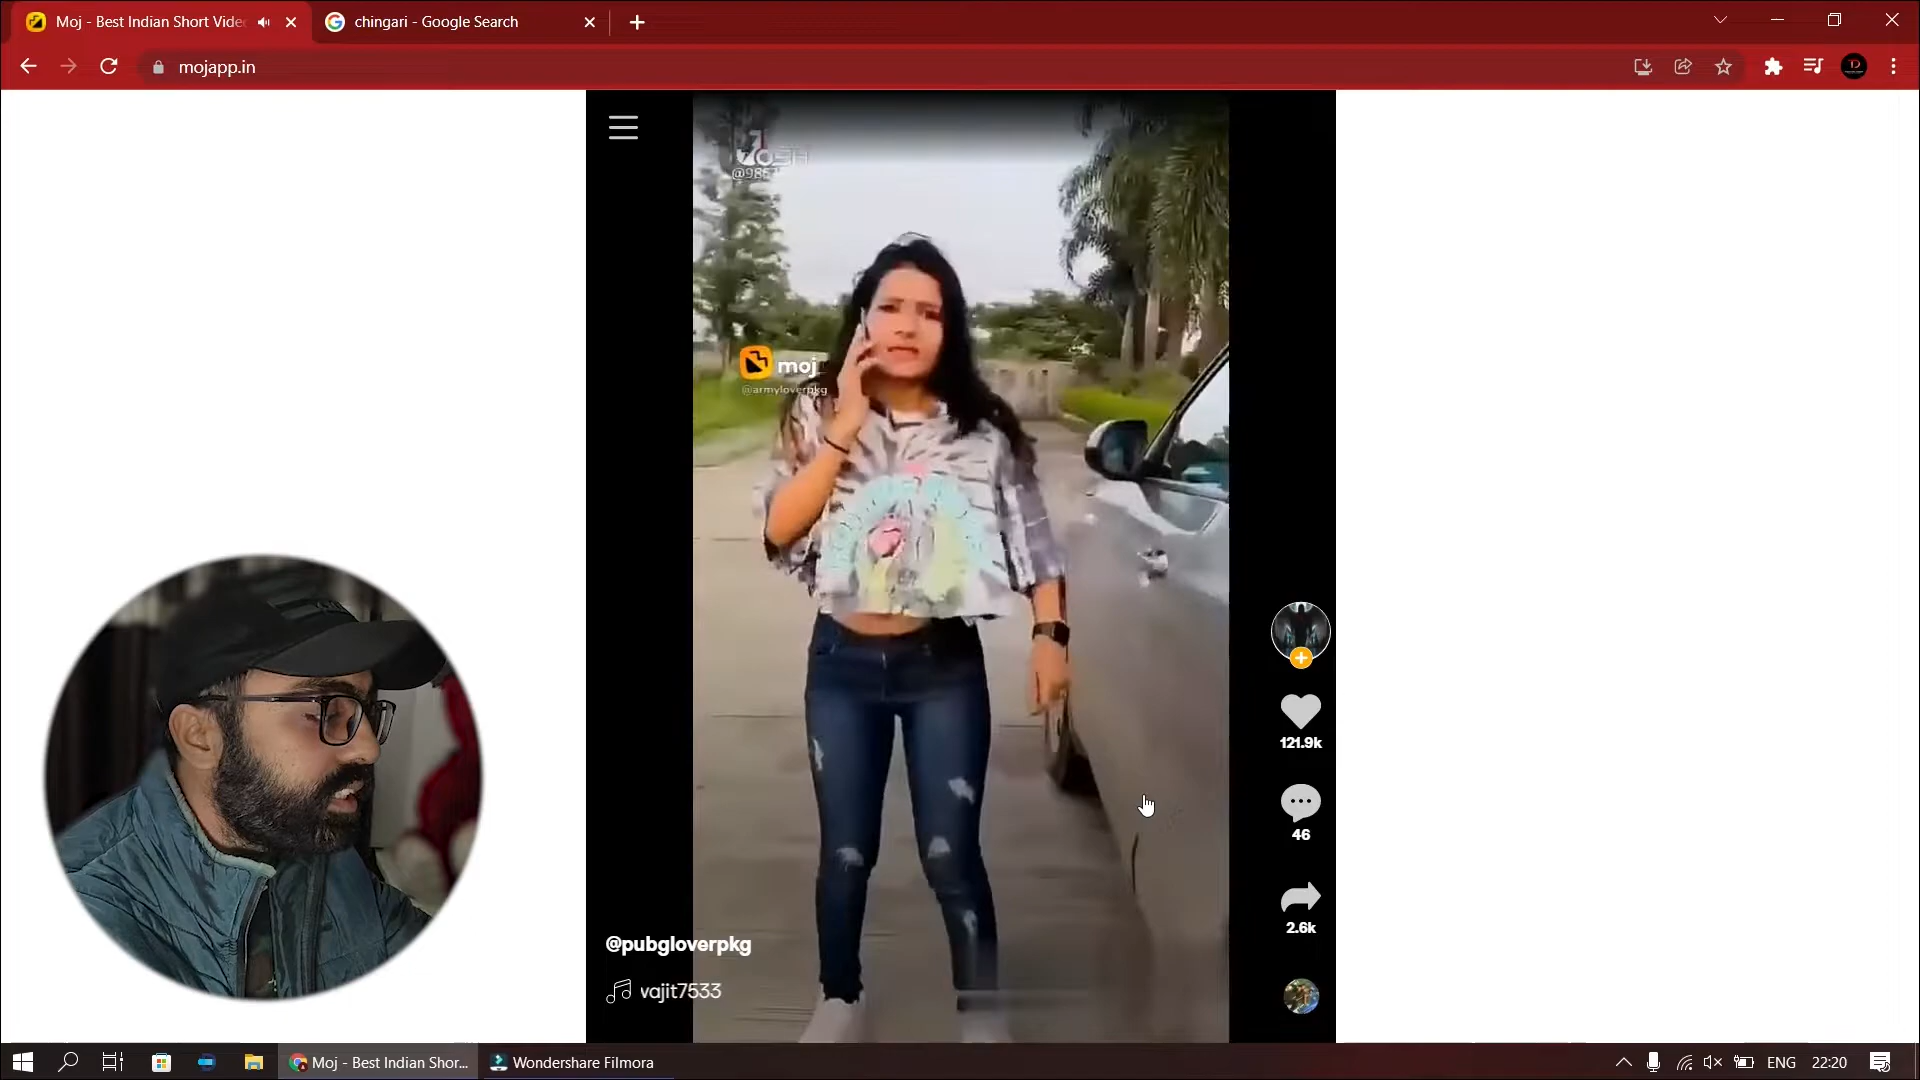 Moj - Best Indian Short Vide
chingari - Google Search
mojapp.in
@986
moj
@armyloverpkg
121.9k
46
2.6k
@pubgloverpkg
vajit7533
Moj - Best Indian Shor...
Wondershare Filmora
ENG
22:20